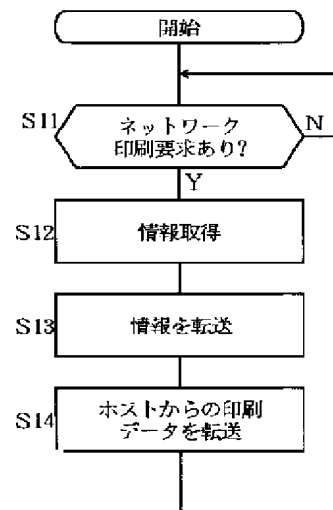 開始
S11
ネットワーク
印刷要求あり?
N
Y
S12
情報取得
S13
情報を転送
S14
ホストからの印刷
データを転送